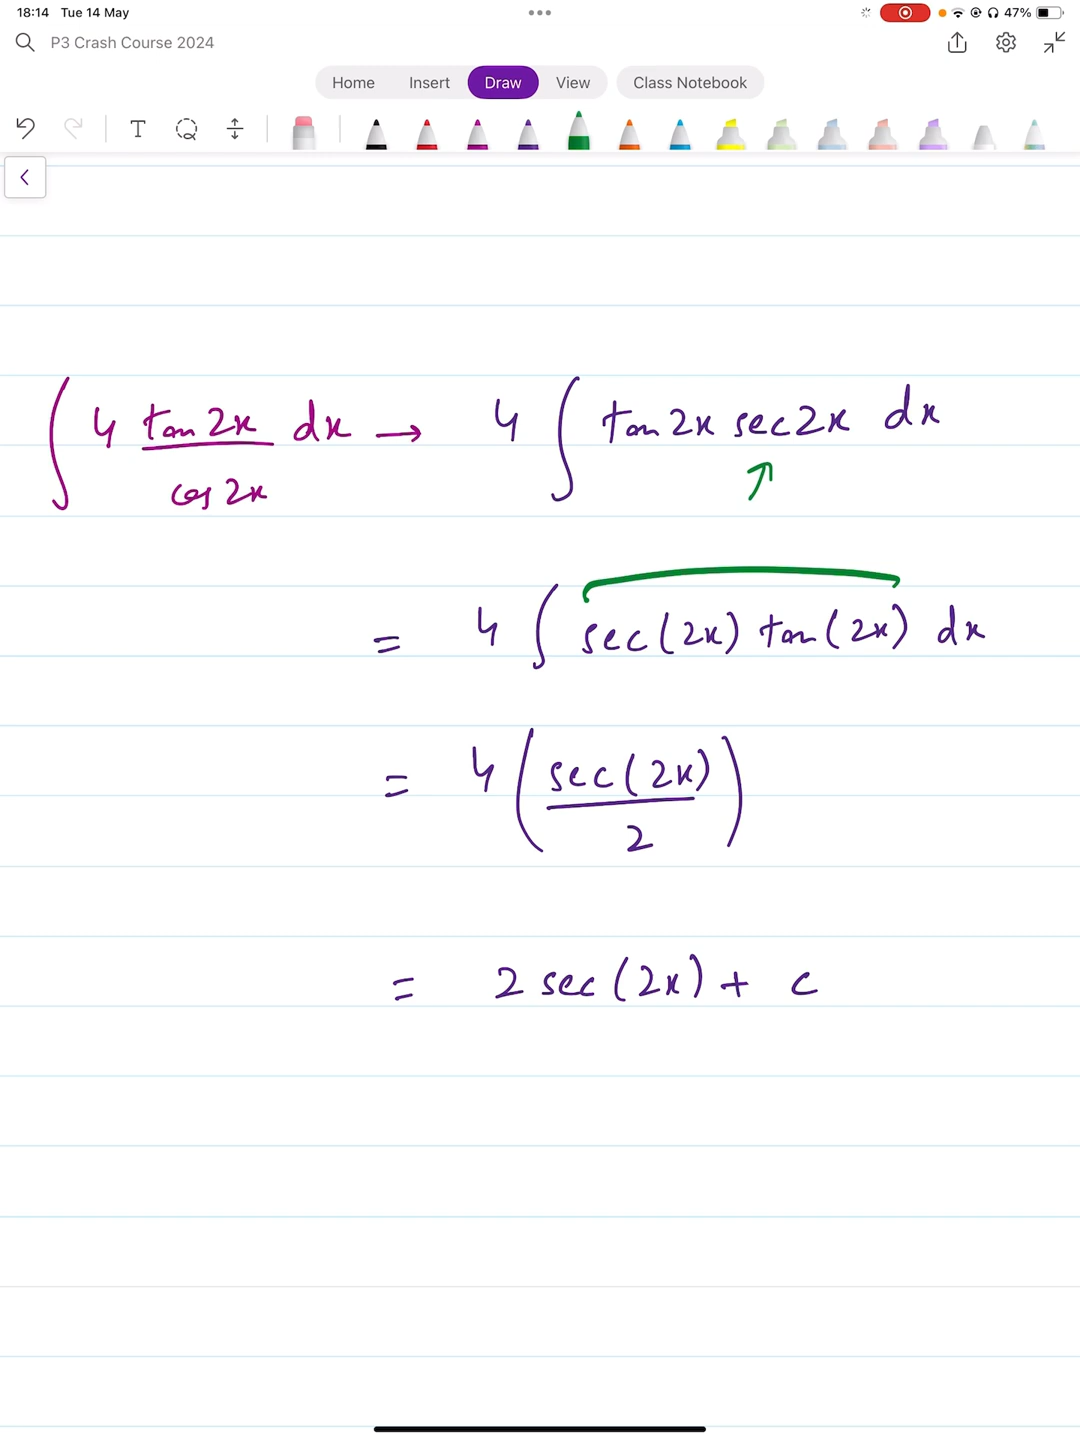 18:14 Tue 14 May 47%
P3 Crash Course 2024
Home Insert Draw View Class Notebook
T
∫ 4 tan 2x / cos 2x dx → 4 ∫ tan 2x sec 2x dx
= 4 ∫ sec(2x) tan(2x) dx
= 4 ( sec(2x) / 2 )
= 2 sec(2x) + c